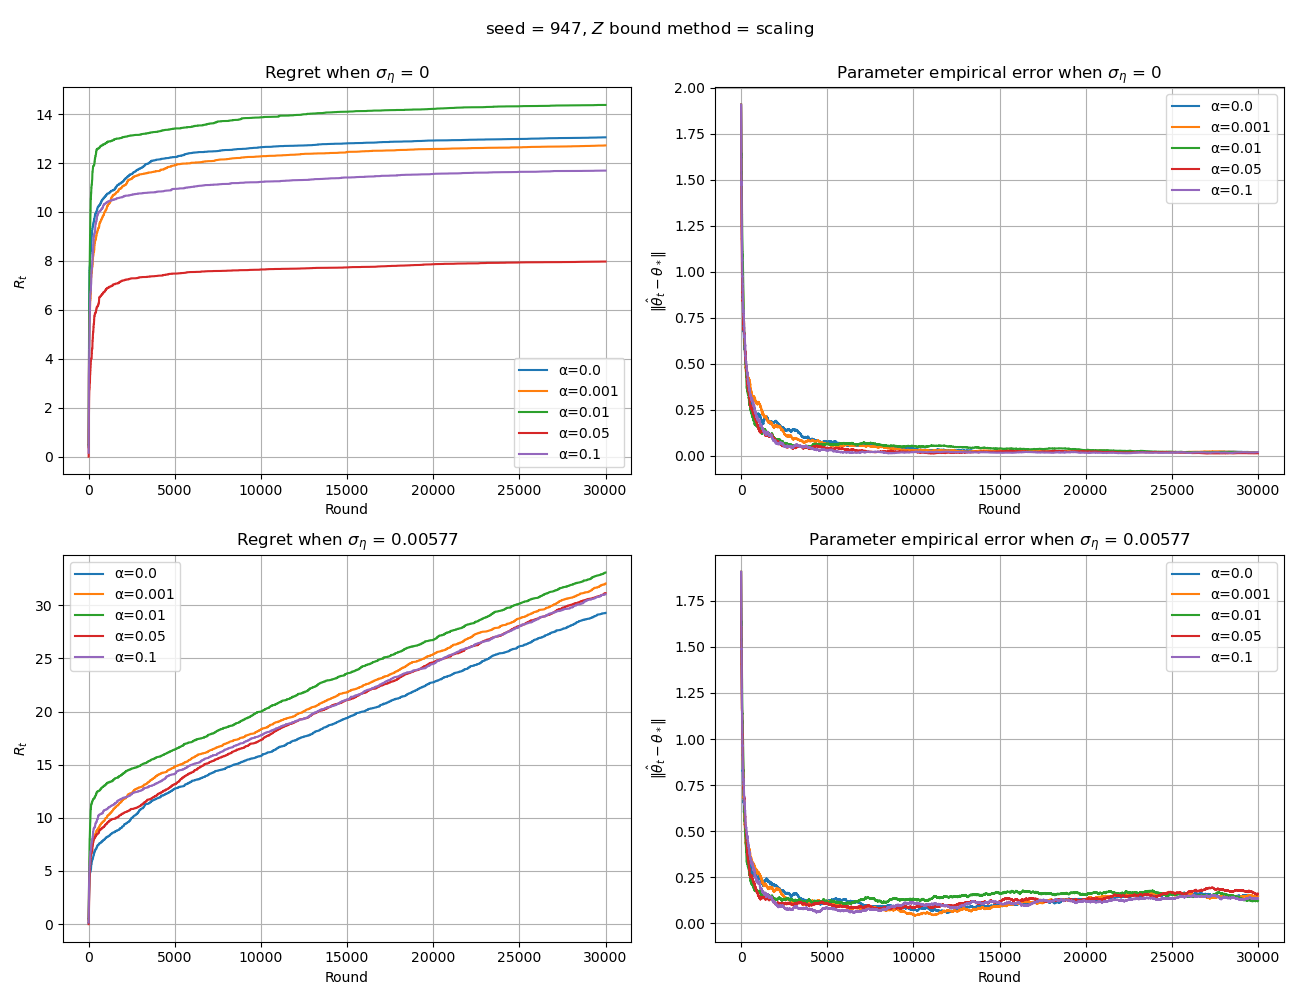 seed = 947, Z bound method = scaling
Regret when σ_η = 0
R_t
14
12
10
8
6
4
2
0
0 5000 10000 15000 20000 25000 30000
Round
α=0.0
α=0.001
α=0.01
α=0.05
α=0.1
Parameter empirical error when σ_η = 0
‖θ̂_t − θ_*‖
2.00
1.75
1.50
1.25
1.00
0.75
0.50
0.25
0.00
0 5000 10000 15000 20000 25000 30000
Round
α=0.0
α=0.001
α=0.01
α=0.05
α=0.1
Regret when σ_η = 0.00577
R_t
30
25
20
15
10
5
0
0 5000 10000 15000 20000 25000 30000
Round
α=0.0
α=0.001
α=0.01
α=0.05
α=0.1
Parameter empirical error when σ_η = 0.00577
‖θ̂_t − θ_*‖
1.75
1.50
1.25
1.00
0.75
0.50
0.25
0.00
0 5000 10000 15000 20000 25000 30000
Round
α=0.0
α=0.001
α=0.01
α=0.05
α=0.1